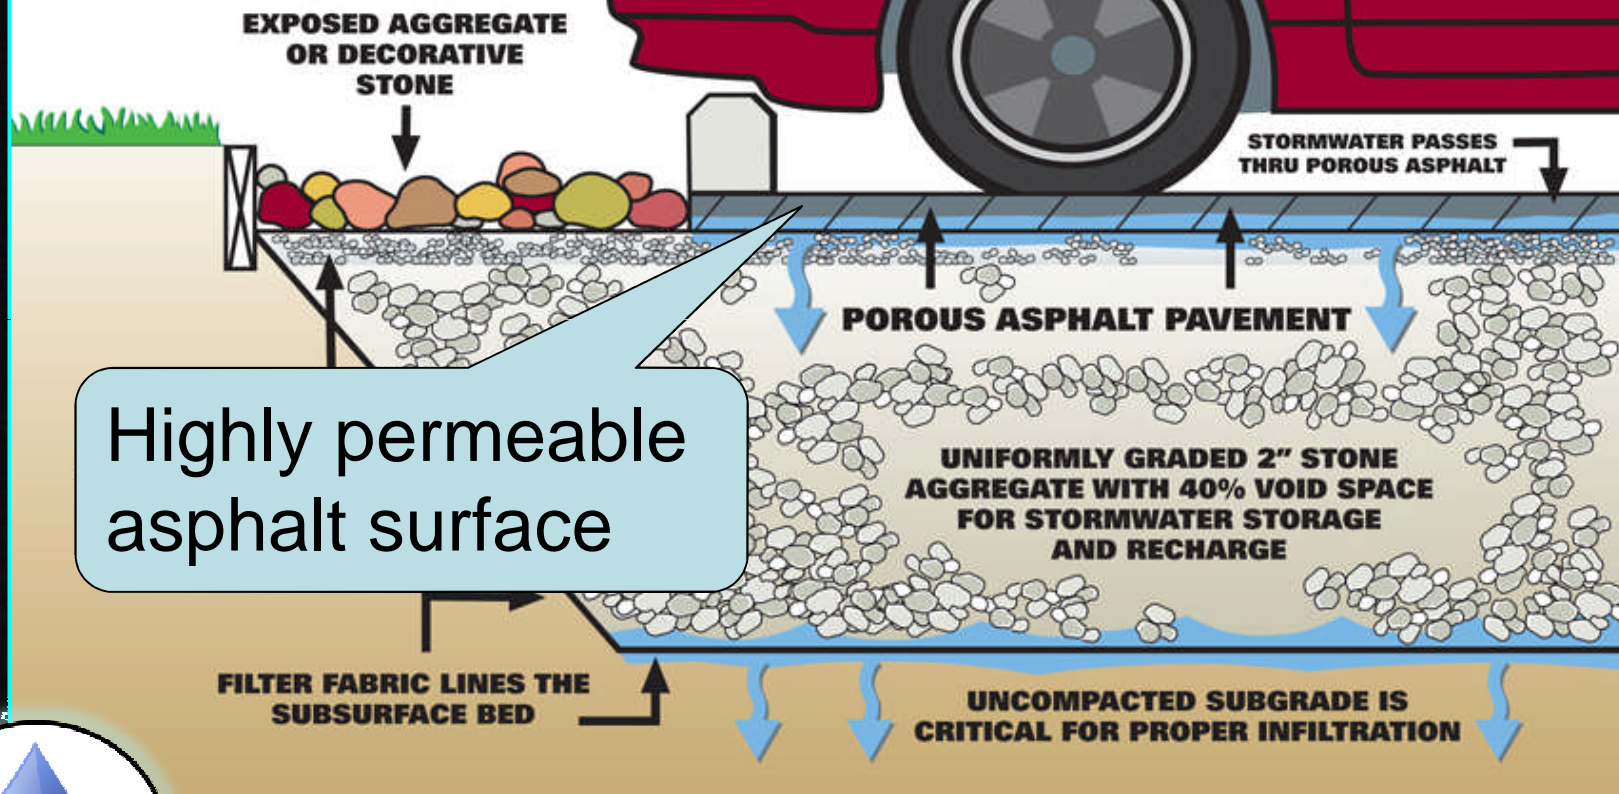 EXPOSED AGGREGATE
OR DECORATIVE
STONE
STORMWATER PASSES
THRU POROUS ASPHALT
POROUS ASPHALT PAVEMENT
Highly permeable
asphalt surface
UNIFORMLY GRADED 2" STONE
AGGREGATE WITH 40% VOID SPACE
FOR STORMWATER STORAGE
AND RECHARGE
FILTER FABRIC LINES THE
SUBSURFACE BED
UNCOMPACTED SUBGRADE IS
CRITICAL FOR PROPER INFILTRATION